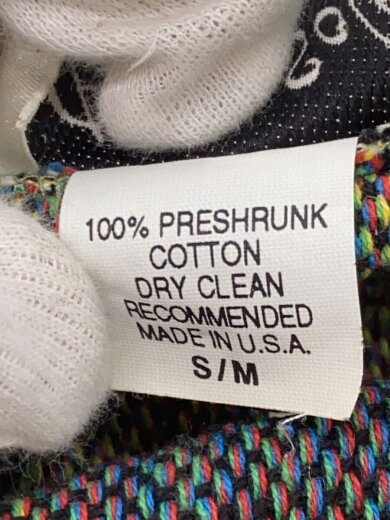 100% PRESHRUNK
COTTON
DRY CLEAN
RECOMMENDED
MADE IN U.S.A.
S/M